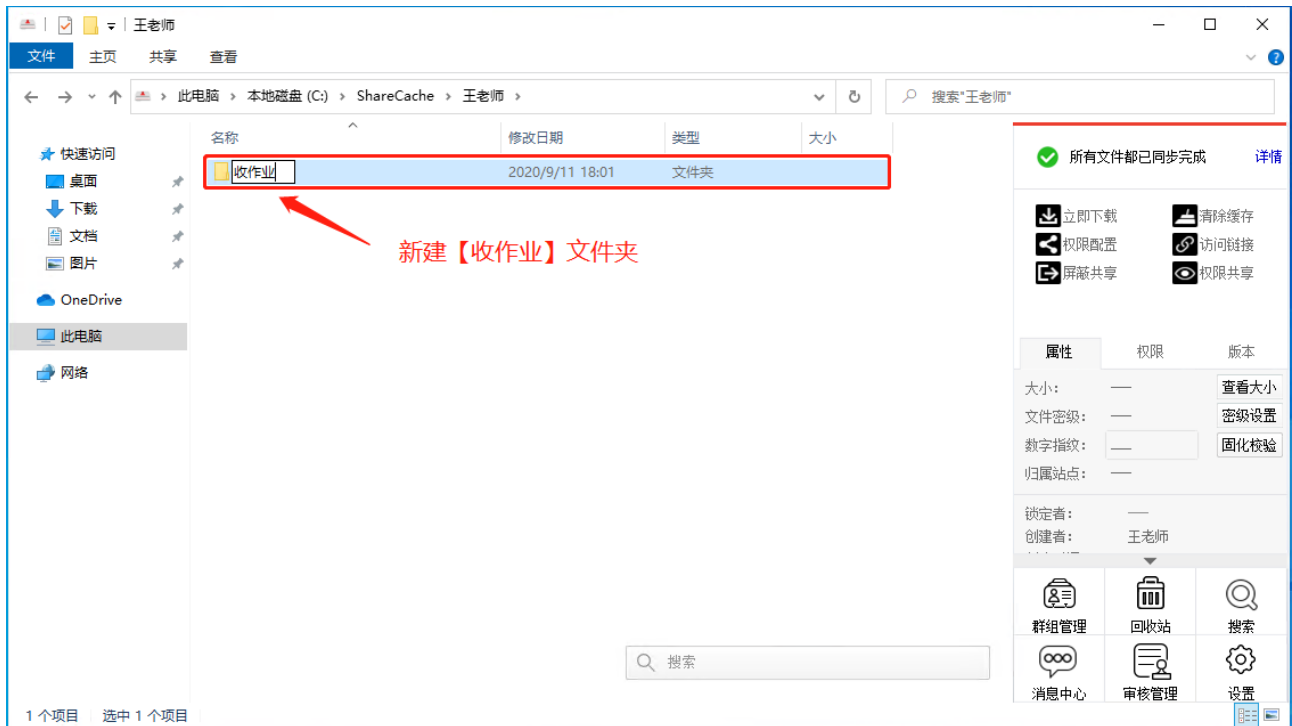 王老师
文件 主页 共享 查看
此电脑 > 本地磁盘 (C:) > ShareCache > 王老师 >
搜索"王老师"
名称 修改日期 类型 大小
快速访问
桌面
下载
文档
图片
OneDrive
此电脑
网络
收作业 2020/9/11 18:01 文件夹
新建【收作业】文件夹
所有文件都已同步完成 详情
立即下载 清除缓存
权限配置 访问链接
屏蔽共享 权限共享
属性 权限 版本
大小： — 查看大小
文件密级： — 密级设置
数字指纹： — 固化校验
归属站点： —
锁定者： —
创建者： 王老师
群组管理 回收站 搜索
消息中心 审核管理 设置
搜索
1 个项目 选中 1 个项目